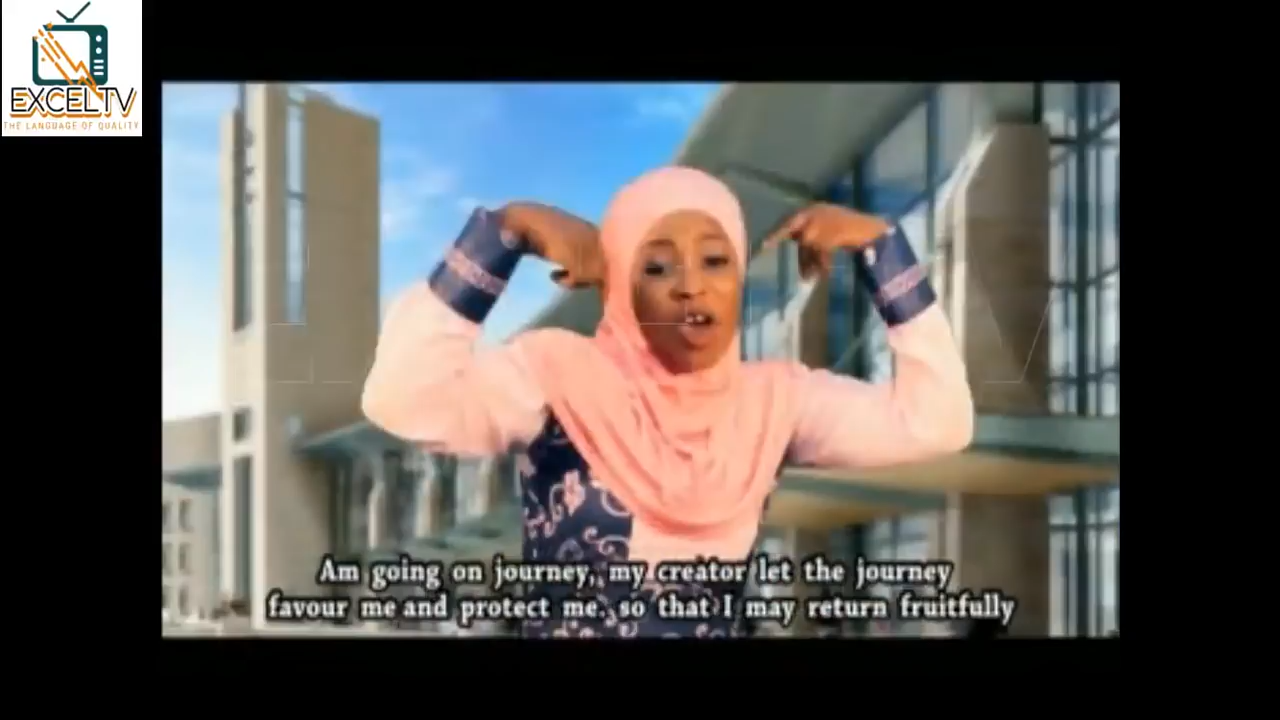 EXCELTV
THE LANGUAGE OF QUALITY
Am going on journey, my creator let the journey
favour me and protect me. so that I may return fruitfully